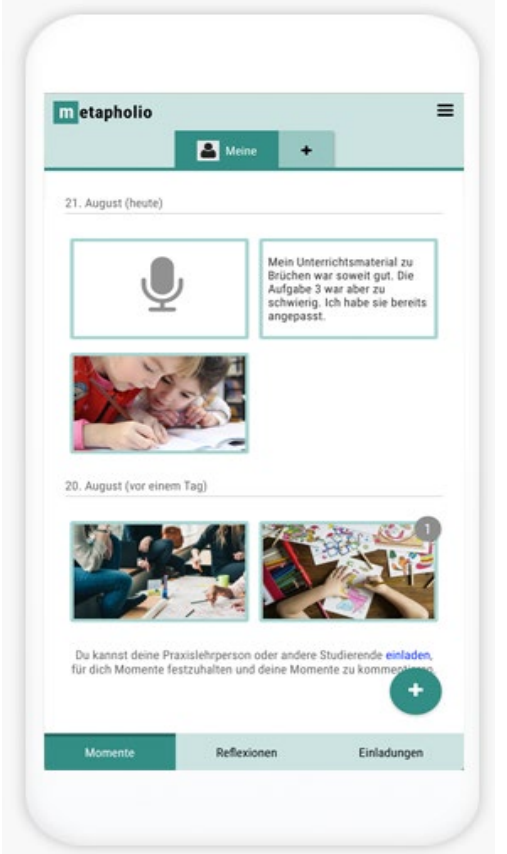 metapholio
Meine +
21. August (heute)
Mein Unterrichtsmaterial zu
Brüchen war soweit gut. Die
Aufgabe 3 war aber zu
schwierig. Ich habe sie bereits
angepasst.
20. August (vor einem Tag)
1
Du kannst deine Praxislehrperson oder andere Studierende einladen,
für dich Momente festzuhalten und deine Momente zu kommentieren.
+
Momente Reflexionen Einladungen